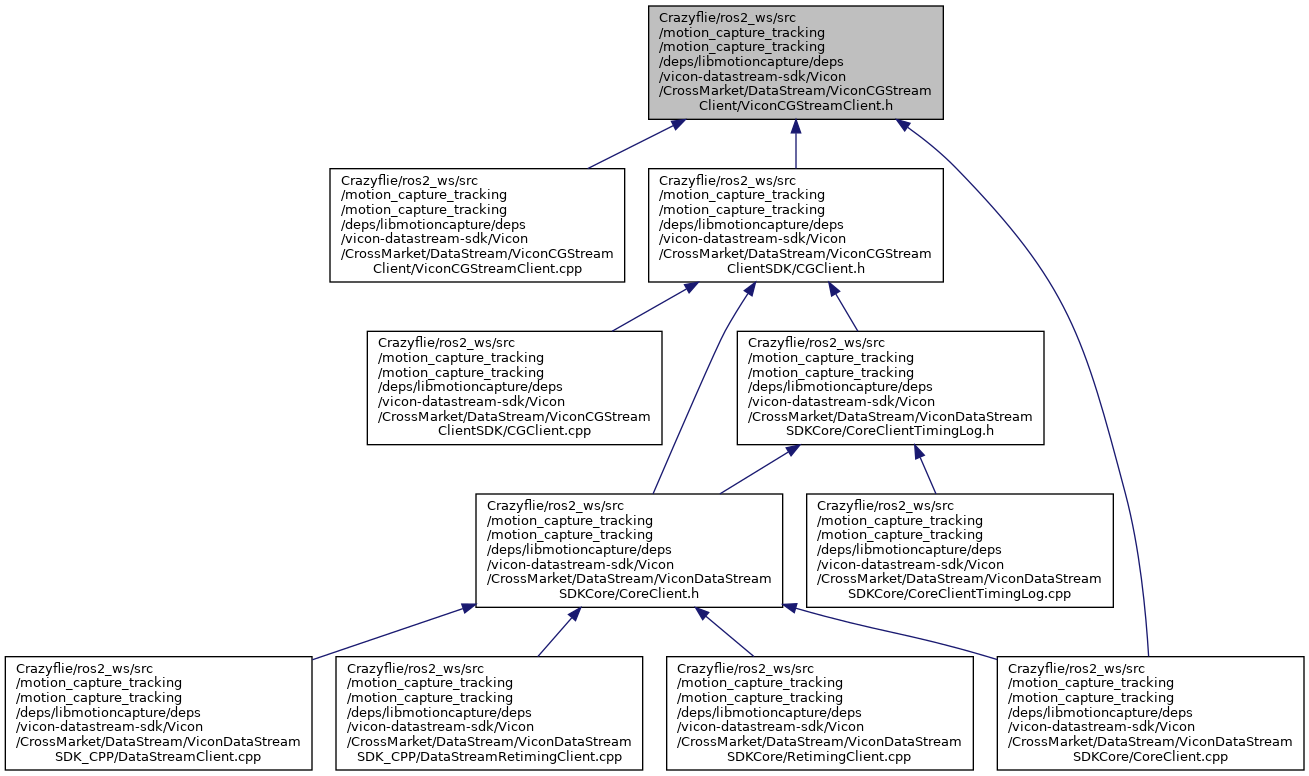 Crazyflie/ros2_ws/src
/motion_capture_tracking
/motion_capture_tracking
/deps/libmotioncapture/deps
/vicon-datastream-sdk/Vicon
/CrossMarket/DataStream/ViconCGStream
Client/ViconCGStreamClient.h
Crazyflie/ros2_ws/src
/motion_capture_tracking
/motion_capture_tracking
/deps/libmotioncapture/deps
/vicon-datastream-sdk/Vicon
/CrossMarket/DataStream/ViconCGStream
Client/ViconCGStreamClient.cpp
Crazyflie/ros2_ws/src
/motion_capture_tracking
/motion_capture_tracking
/deps/libmotioncapture/deps
/vicon-datastream-sdk/Vicon
/CrossMarket/DataStream/ViconCGStream
ClientSDK/CGClient.h
Crazyflie/ros2_ws/src
/motion_capture_tracking
/motion_capture_tracking
/deps/libmotioncapture/deps
/vicon-datastream-sdk/Vicon
/CrossMarket/DataStream/ViconCGStream
ClientSDK/CGClient.cpp
Crazyflie/ros2_ws/src
/motion_capture_tracking
/motion_capture_tracking
/deps/libmotioncapture/deps
/vicon-datastream-sdk/Vicon
/CrossMarket/DataStream/ViconDataStream
SDKCore/CoreClientTimingLog.h
Crazyflie/ros2_ws/src
/motion_capture_tracking
/motion_capture_tracking
/deps/libmotioncapture/deps
/vicon-datastream-sdk/Vicon
/CrossMarket/DataStream/ViconDataStream
SDKCore/CoreClient.h
Crazyflie/ros2_ws/src
/motion_capture_tracking
/motion_capture_tracking
/deps/libmotioncapture/deps
/vicon-datastream-sdk/Vicon
/CrossMarket/DataStream/ViconDataStream
SDKCore/CoreClientTimingLog.cpp
Crazyflie/ros2_ws/src
/motion_capture_tracking
/motion_capture_tracking
/deps/libmotioncapture/deps
/vicon-datastream-sdk/Vicon
/CrossMarket/DataStream/ViconDataStream
SDK_CPP/DataStreamClient.cpp
Crazyflie/ros2_ws/src
/motion_capture_tracking
/motion_capture_tracking
/deps/libmotioncapture/deps
/vicon-datastream-sdk/Vicon
/CrossMarket/DataStream/ViconDataStream
SDK_CPP/DataStreamRetimingClient.cpp
Crazyflie/ros2_ws/src
/motion_capture_tracking
/motion_capture_tracking
/deps/libmotioncapture/deps
/vicon-datastream-sdk/Vicon
/CrossMarket/DataStream/ViconDataStream
SDKCore/RetimingClient.cpp
Crazyflie/ros2_ws/src
/motion_capture_tracking
/motion_capture_tracking
/deps/libmotioncapture/deps
/vicon-datastream-sdk/Vicon
/CrossMarket/DataStream/ViconDataStream
SDKCore/CoreClient.cpp